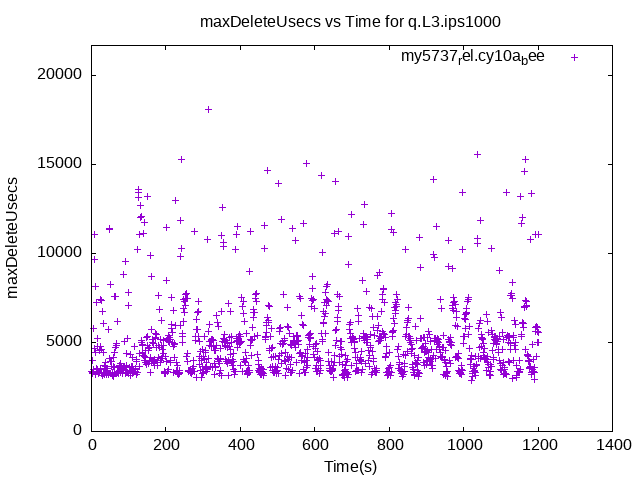 maxDeleteUsecs vs Time for q.L3.ips1000
my5737rel.cy10abee
20000
15000
10000
5000
0
maxDeleteUsecs
0 200 400 600 800 1000 1200 1400
Time(s)